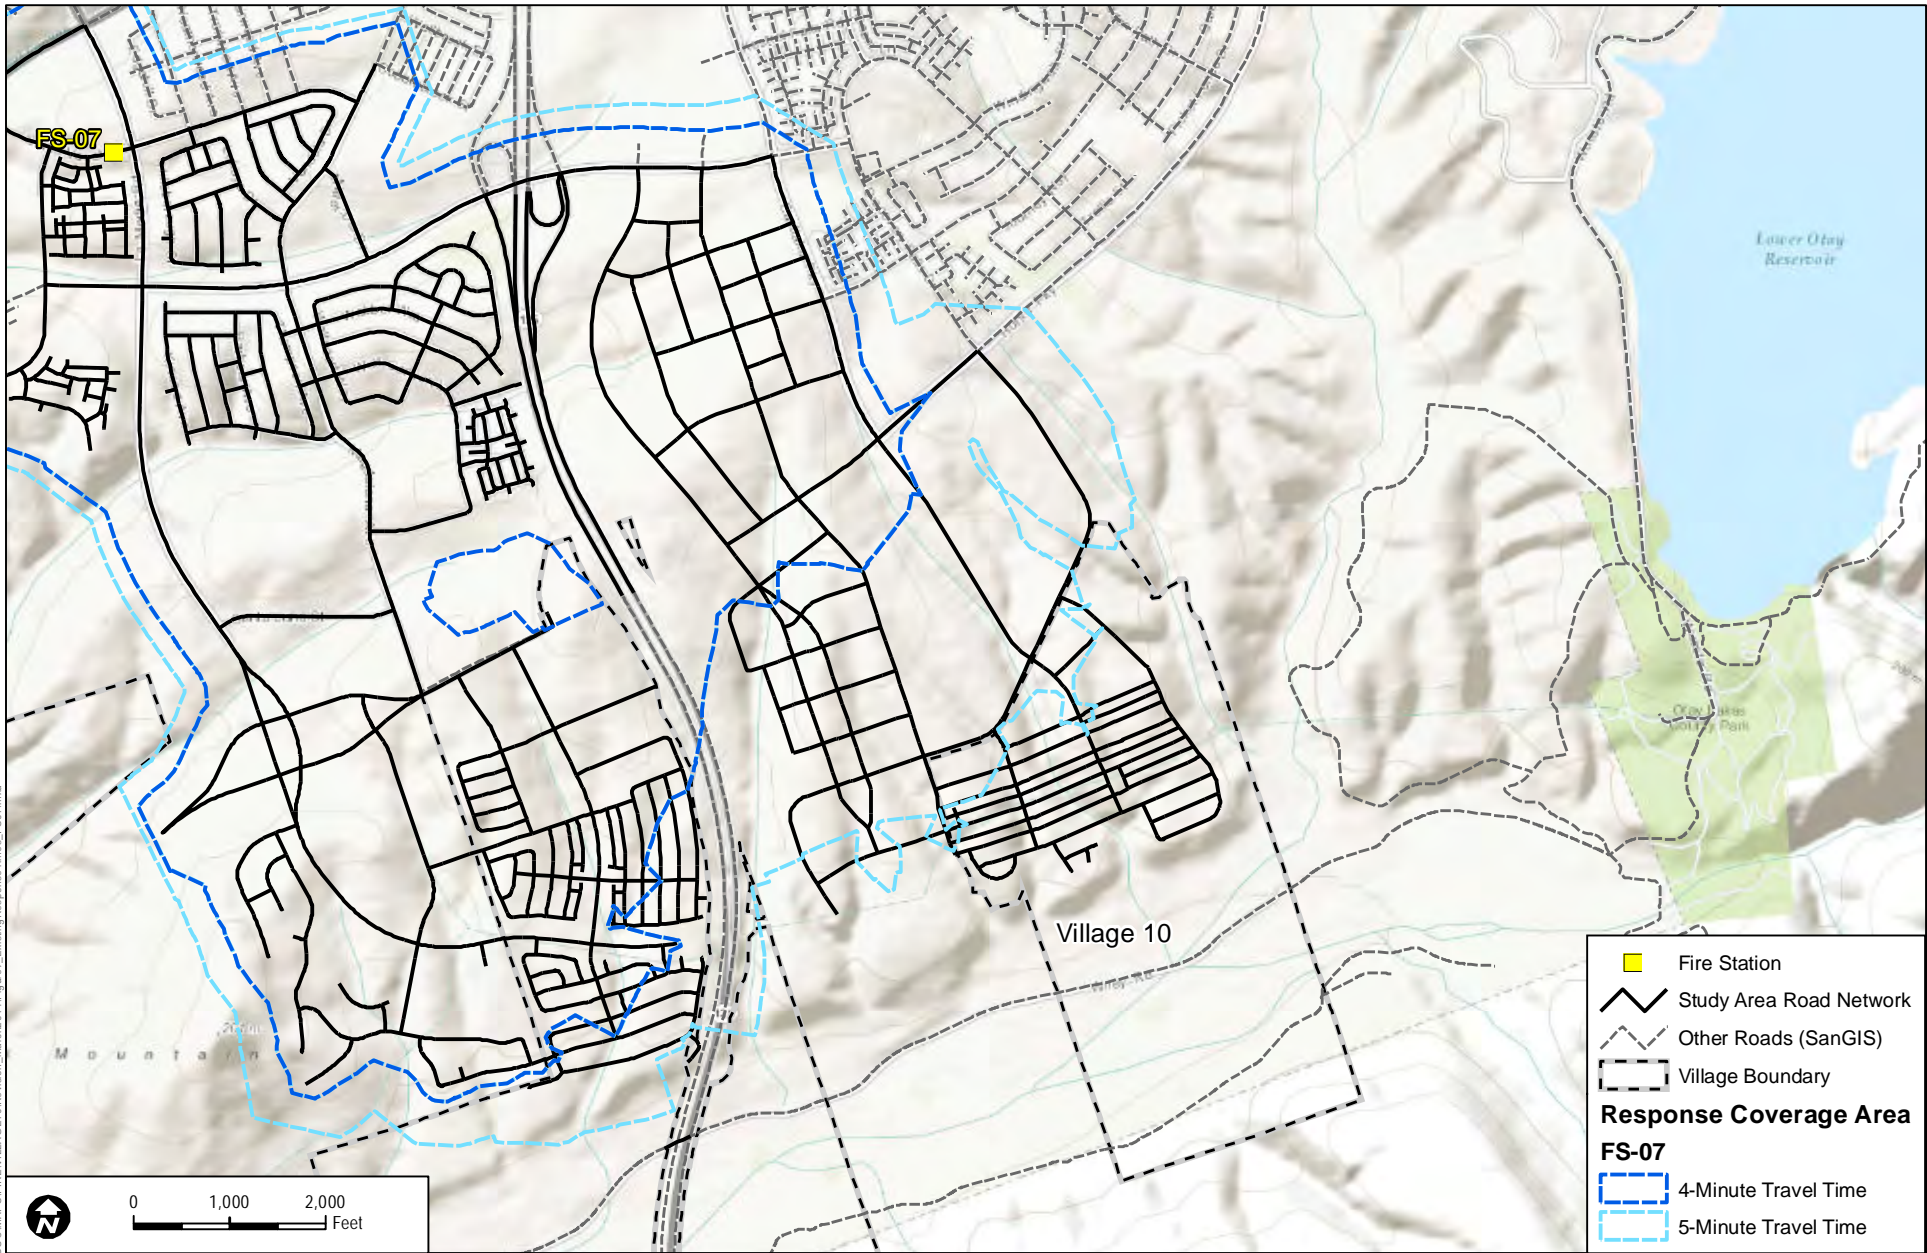 FS-07
Lower Otay
Reservoir
Otay Lakes
County Park
Village 10
Mountain
Fire Station
Study Area Road Network
Other Roads (SanGIS)
Village Boundary
Response Coverage Area
FS-07
4-Minute Travel Time
5-Minute Travel Time
N
0 1,000 2,000
Feet